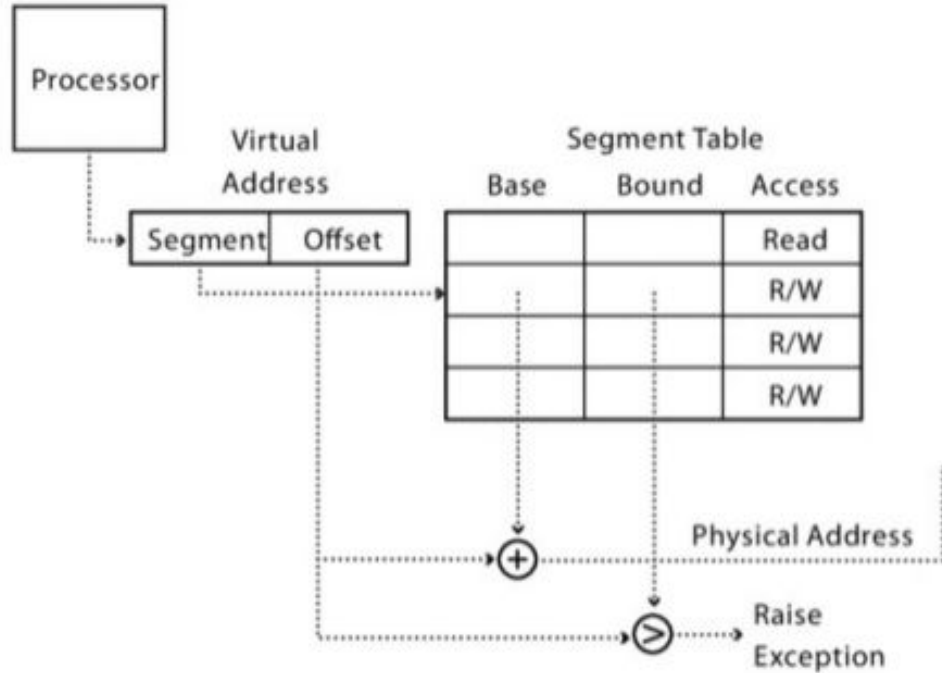 Processor
Virtual
Address
Segment Table
Base Bound Access
Segment Offset
Read
R/W
R/W
R/W
+
Physical Address
>
Raise
Exception